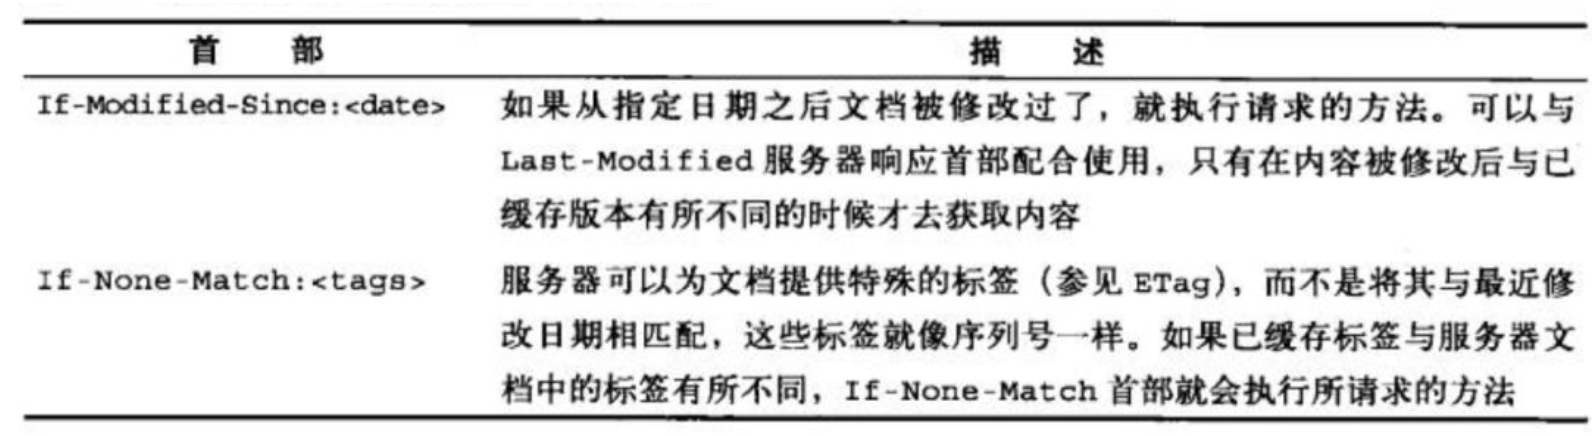 首 部 描 述
If-Modified-Since:<date> 如果从指定日期之后文档被修改过了，就执行请求的方法。可以与
Last-Modified 服务器响应首部配合使用，只有在内容被修改后与已
缓存版本有所不同的时候才去获取内容
If-None-Match:<tags> 服务器可以为文档提供特殊的标签（参见 ETag），而不是将其与最近修
改日期相匹配，这些标签就像序列号一样。如果已缓存标签与服务器文
档中的标签有所不同，If-None-Match 首部就会执行所请求的方法